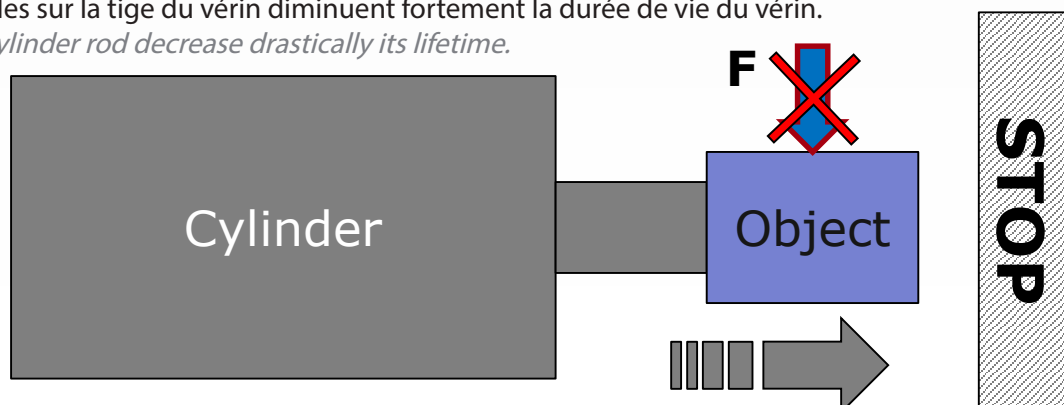 les sur la tige du vérin diminuent fortement la durée de vie du vérin.
ylinder rod decrease drastically its lifetime.
F
Cylinder
Object
STOP